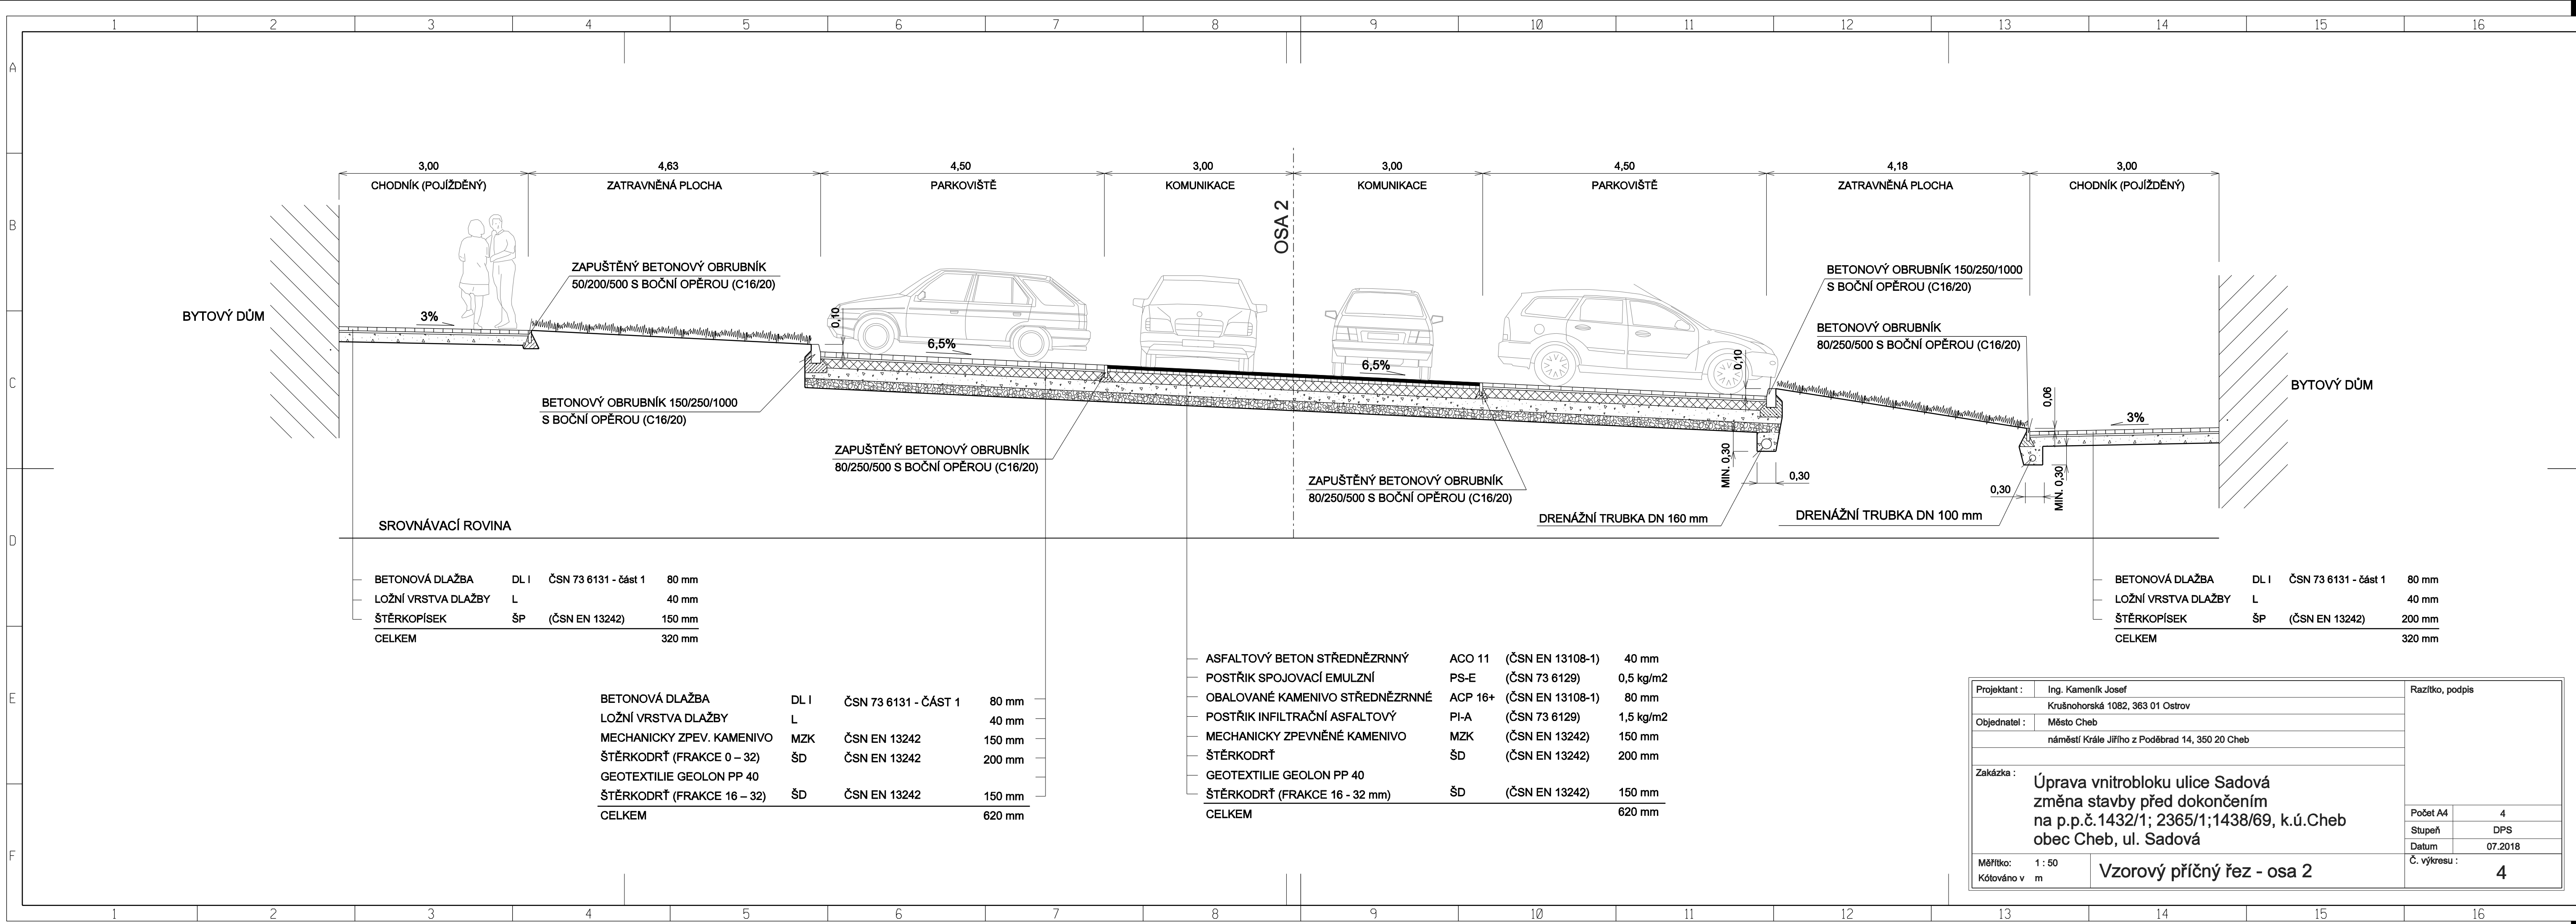 1 2 3 4 5 6 7 8 9 10 11 12 13 14 15 16
A
B
C
D
E
F
3,00 4,63 4,50 3,00 3,00 4,50 4,18 3,00
CHODNÍK (POJÍŽDĚNÝ) ZATRAVNĚNÁ PLOCHA PARKOVIŠTĚ KOMUNIKACE KOMUNIKACE PARKOVIŠTĚ ZATRAVNĚNÁ PLOCHA CHODNÍK (POJÍŽDĚNÝ)
OSA 2
ZAPUŠTĚNÝ BETONOVÝ OBRUBNÍK
50/200/500 S BOČNÍ OPĚROU (C16/20)
BETONOVÝ OBRUBNÍK 150/250/1000
S BOČNÍ OPĚROU (C16/20)
BYTOVÝ DŮM
3%
0,10
6,5%
6,5%
0,10
BETONOVÝ OBRUBNÍK
80/250/500 S BOČNÍ OPĚROU (C16/20)
BYTOVÝ DŮM
0,06
3%
BETONOVÝ OBRUBNÍK 150/250/1000
S BOČNÍ OPĚROU (C16/20)
ZAPUŠTĚNÝ BETONOVÝ OBRUBNÍK
80/250/500 S BOČNÍ OPĚROU (C16/20)
ZAPUŠTĚNÝ BETONOVÝ OBRUBNÍK
80/250/500 S BOČNÍ OPĚROU (C16/20)
MIN. 0,30
0,30
0,30
MIN. 0,30
DRENÁŽNÍ TRUBKA DN 160 mm
DRENÁŽNÍ TRUBKA DN 100 mm
SROVNÁVACÍ ROVINA
BETONOVÁ DLAŽBA DL I ČSN 73 6131 - část 1 80 mm
LOŽNÍ VRSTVA DLAŽBY L 40 mm
ŠTĚRKOPÍSEK ŠP (ČSN EN 13242) 150 mm
CELKEM 320 mm
BETONOVÁ DLAŽBA DL I ČSN 73 6131 - ČÁST 1 80 mm
LOŽNÍ VRSTVA DLAŽBY L 40 mm
MECHANICKY ZPEV. KAMENIVO MZK ČSN EN 13242 150 mm
ŠTĚRKODRŤ (FRAKCE 0 – 32) ŠD ČSN EN 13242 200 mm
GEOTEXTILIE GEOLON PP 40
ŠTĚRKODRŤ (FRAKCE 16 – 32) ŠD ČSN EN 13242 150 mm
CELKEM 620 mm
ASFALTOVÝ BETON STŘEDNĚZRNNÝ ACO 11 (ČSN EN 13108-1) 40 mm
POSTŘIK SPOJOVACÍ EMULZNÍ PS-E (ČSN 73 6129) 0,5 kg/m2
OBALOVANÉ KAMENIVO STŘEDNĚZRNNÉ ACP 16+ (ČSN EN 13108-1) 80 mm
POSTŘIK INFILTRAČNÍ ASFALTOVÝ PI-A (ČSN 73 6129) 1,5 kg/m2
MECHANICKY ZPEVNĚNÉ KAMENIVO MZK (ČSN EN 13242) 150 mm
ŠTĚRKODRŤ ŠD (ČSN EN 13242) 200 mm
GEOTEXTILIE GEOLON PP 40
ŠTĚRKODRŤ (FRAKCE 16 - 32 mm) ŠD (ČSN EN 13242) 150 mm
CELKEM 620 mm
BETONOVÁ DLAŽBA DL I ČSN 73 6131 - část 1 80 mm
LOŽNÍ VRSTVA DLAŽBY L 40 mm
ŠTĚRKOPÍSEK ŠP (ČSN EN 13242) 200 mm
CELKEM 320 mm
Projektant : Ing. Kameník Josef
Krušnohorská 1082, 363 01 Ostrov
Objednatel : Město Cheb
náměstí Krále Jiřího z Poděbrad 14, 350 20 Cheb
Razítko, podpis
Zakázka : Úprava vnitrobloku ulice Sadová
změna stavby před dokončením
na p.p.č.1432/1; 2365/1;1438/69, k.ú.Cheb
obec Cheb, ul. Sadová
Počet A4 4
Stupeň DPS
Datum 07.2018
Měřítko: 1 : 50
Kótováno v m
Vzorový příčný řez - osa 2
Č. výkresu :
4
1 2 3 4 5 6 7 8 9 10 11 12 13 14 15 16